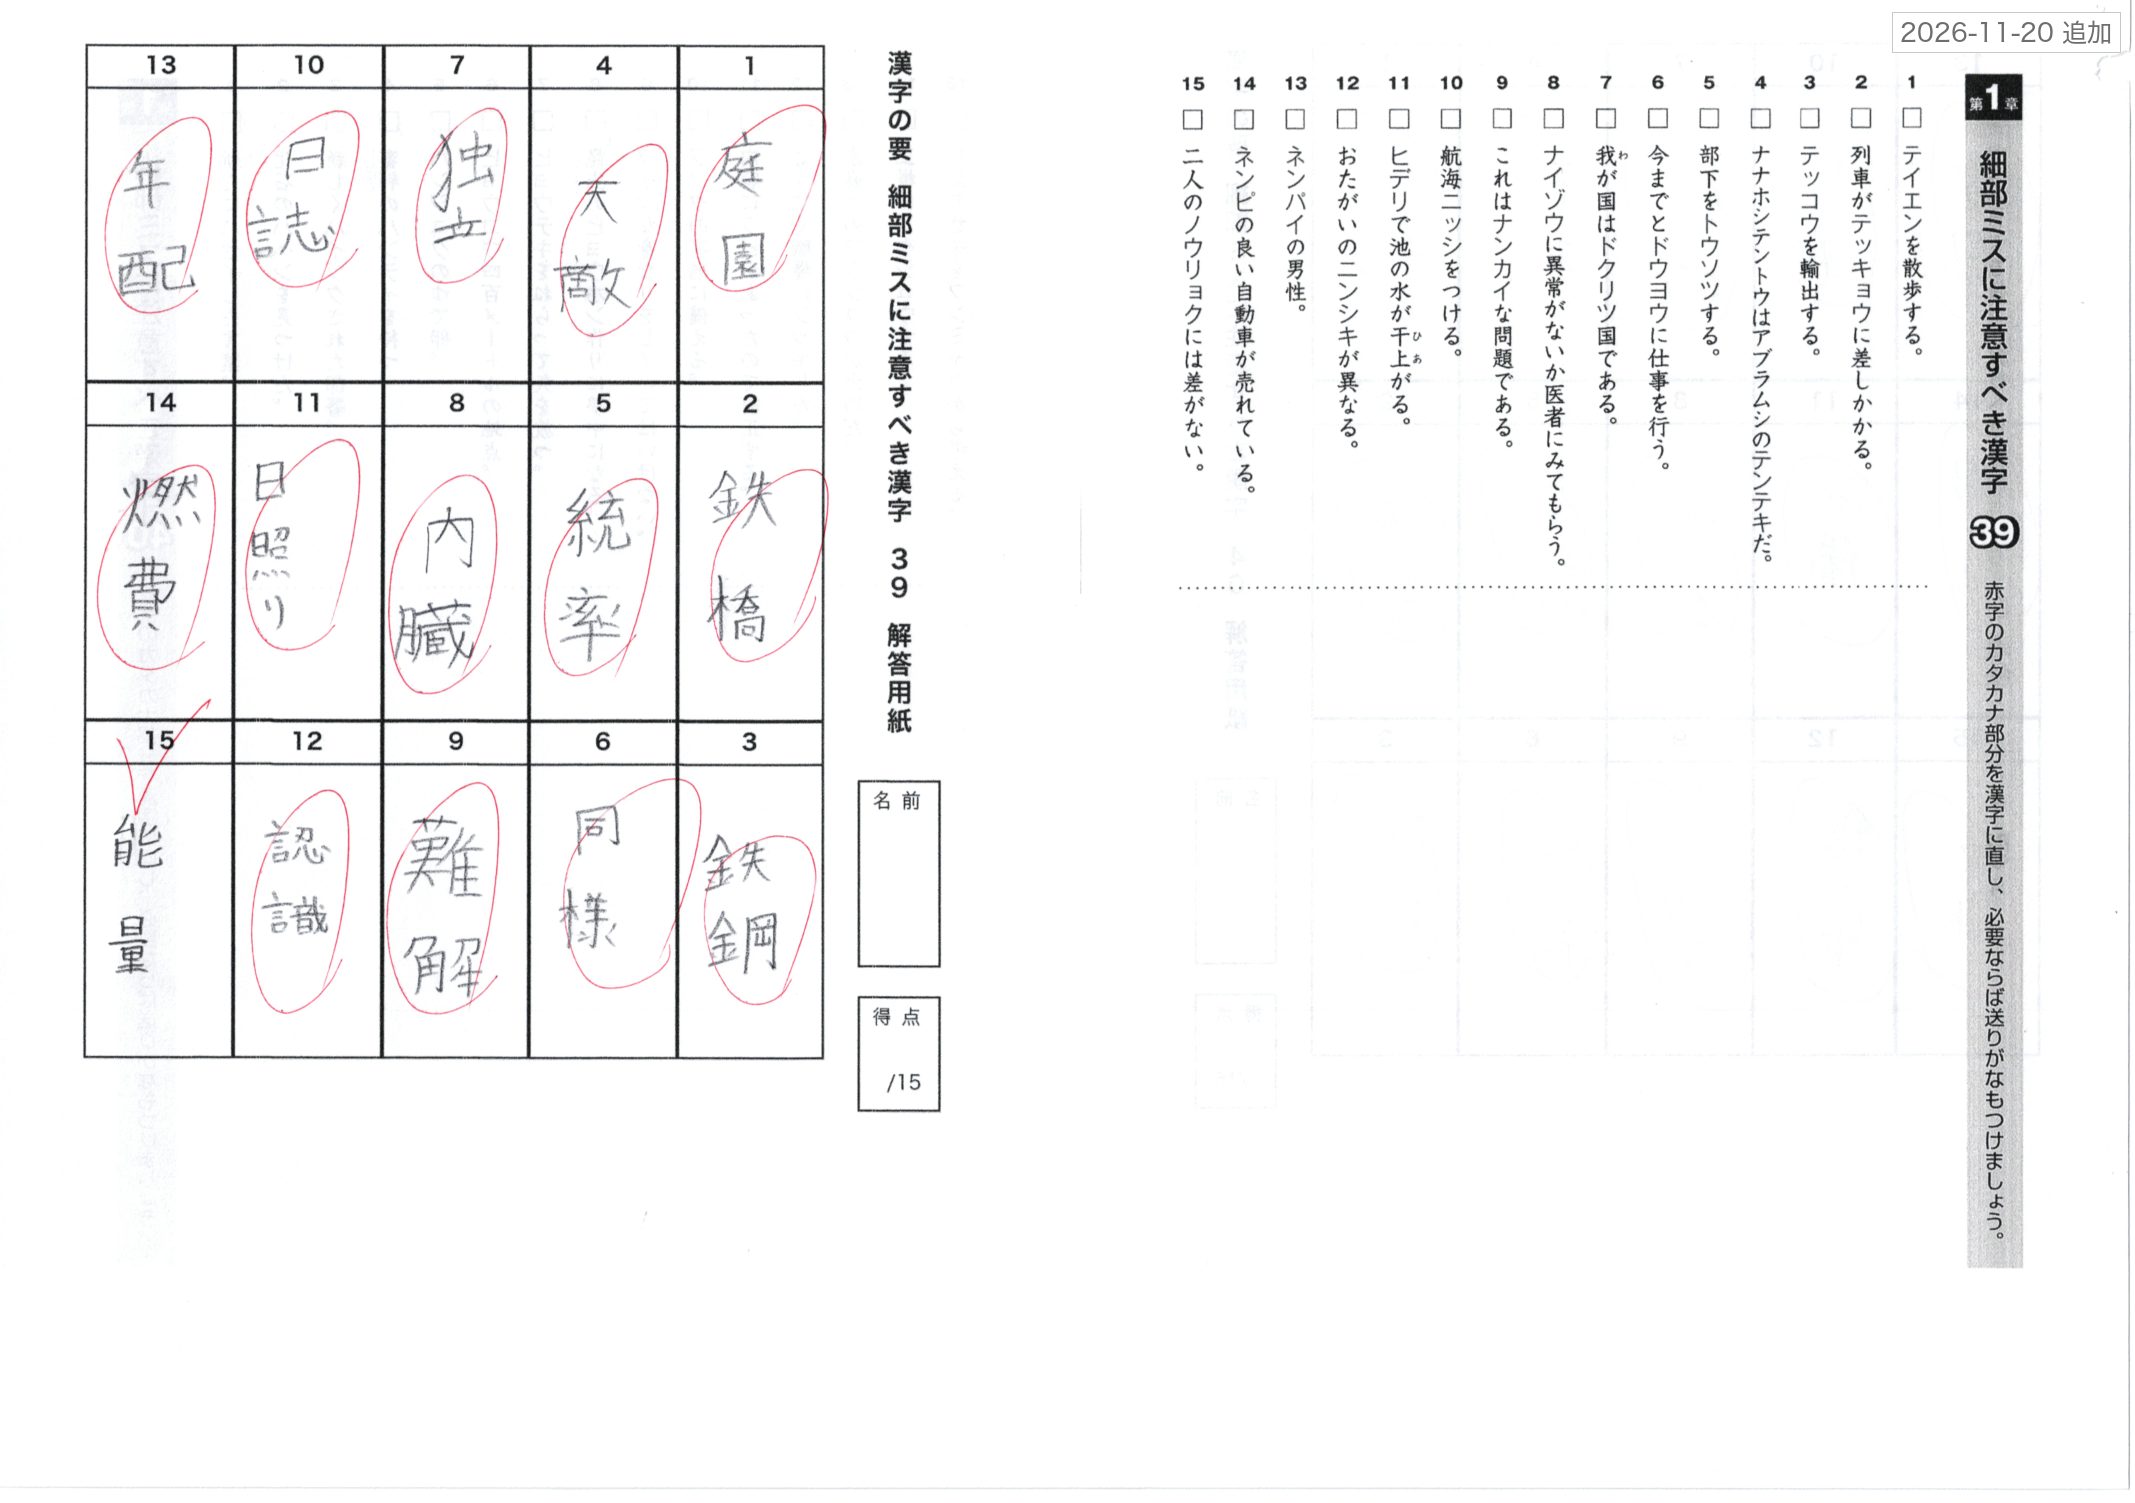 2026-11-20 追加
第1章 細部ミスに注意すべき漢字 39 赤字のカタカナ部分を漢字に直し、必要ならば送りがなもつけましょう。
1 □ テイエンを散歩する。
2 □ 列車がテッキョウに差しかかる。
3 □ テッコウを輸出する。
4 □ ナナホシテントウはアブラムシのテンテキだ。
5 □ 部下をトウソツする。
6 □ 今までとドウヨウに仕事を行う。
7 □ 我が国はドクリツ国である。
わ
8 □ ナイゾウに異常がないか医者にみてもらう。
9 □ これはナンカイな問題である。
10 □ 航海ニッシをつける。
11 □ ヒデリで池の水が干上がる。
ひあ
12 □ おたがいのニンシキが異なる。
13 □ ネンパイの男性。
14 □ ネンピの良い自動車が売れている。
15 □ 二人のノウリョクには差がない。
漢字の要 細部ミスに注意すべき漢字 39 解答用紙
名前
得点
/15
1
庭園
2
鉄橋
3
鉄鋼
4
天敵
5
統率
6
同様
7
独立
8
内臓
9
難解
10
日誌
11
日照り
12
認識
13
年配
14
燃費
15
能量